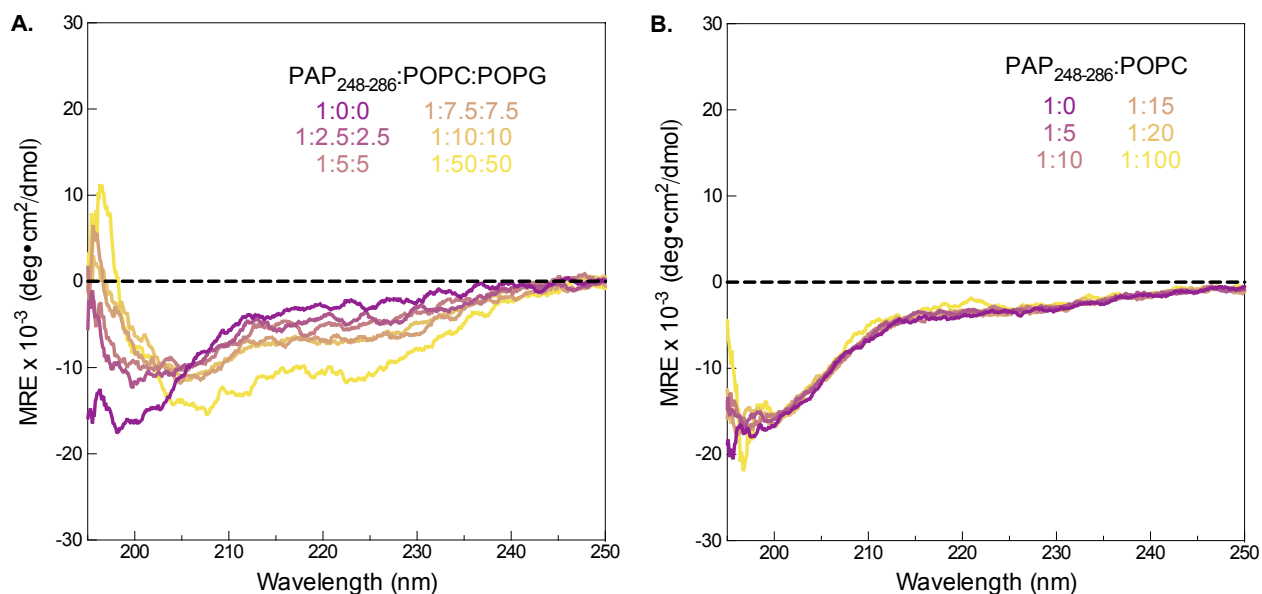 A.
PAP248-286:POPC:POPG
1:0:0 1:7.5:7.5
1:2.5:2.5 1:10:10
1:5:5 1:50:50
MRE x 10-3 (deg•cm2/dmol)
30
20
10
0
-10
-20
-30
200 210 220 230 240 250
Wavelength (nm)
B.
PAP248-286:POPC
1:0 1:15
1:5 1:20
1:10 1:100
MRE x 10-3 (deg•cm2/dmol)
30
20
10
0
-10
-20
-30
200 210 220 230 240 250
Wavelength (nm)